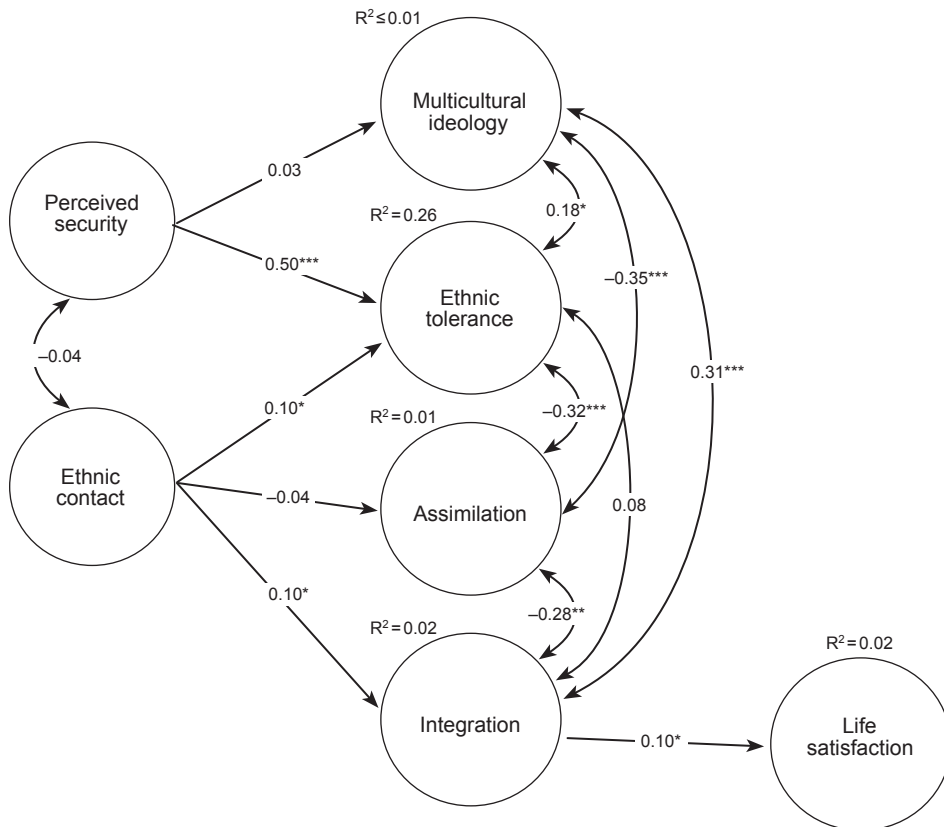 R² ≤ 0.01
Multicultural
ideology
0.03
Perceived
security
0.18*
R² = 0.26
0.50***
–0.35***
Ethnic
tolerance
–0.04
0.31***
0.10*
–0.32***
R² = 0.01
Ethnic
contact
–0.04
Assimilation
0.08
0.10*
–0.28**
R² = 0.02
R² = 0.02
Integration
0.10*
Life
satisfaction